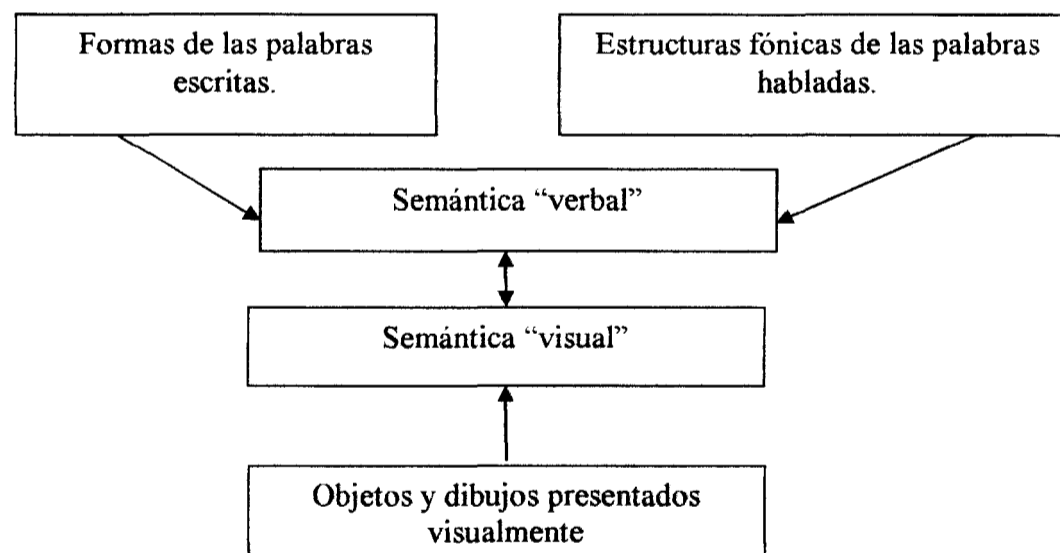 Formas de las palabras
escritas.
Estructuras fónicas de las palabras
habladas.
Semántica “verbal”
Semántica “visual”
Objetos y dibujos presentados
visualmente